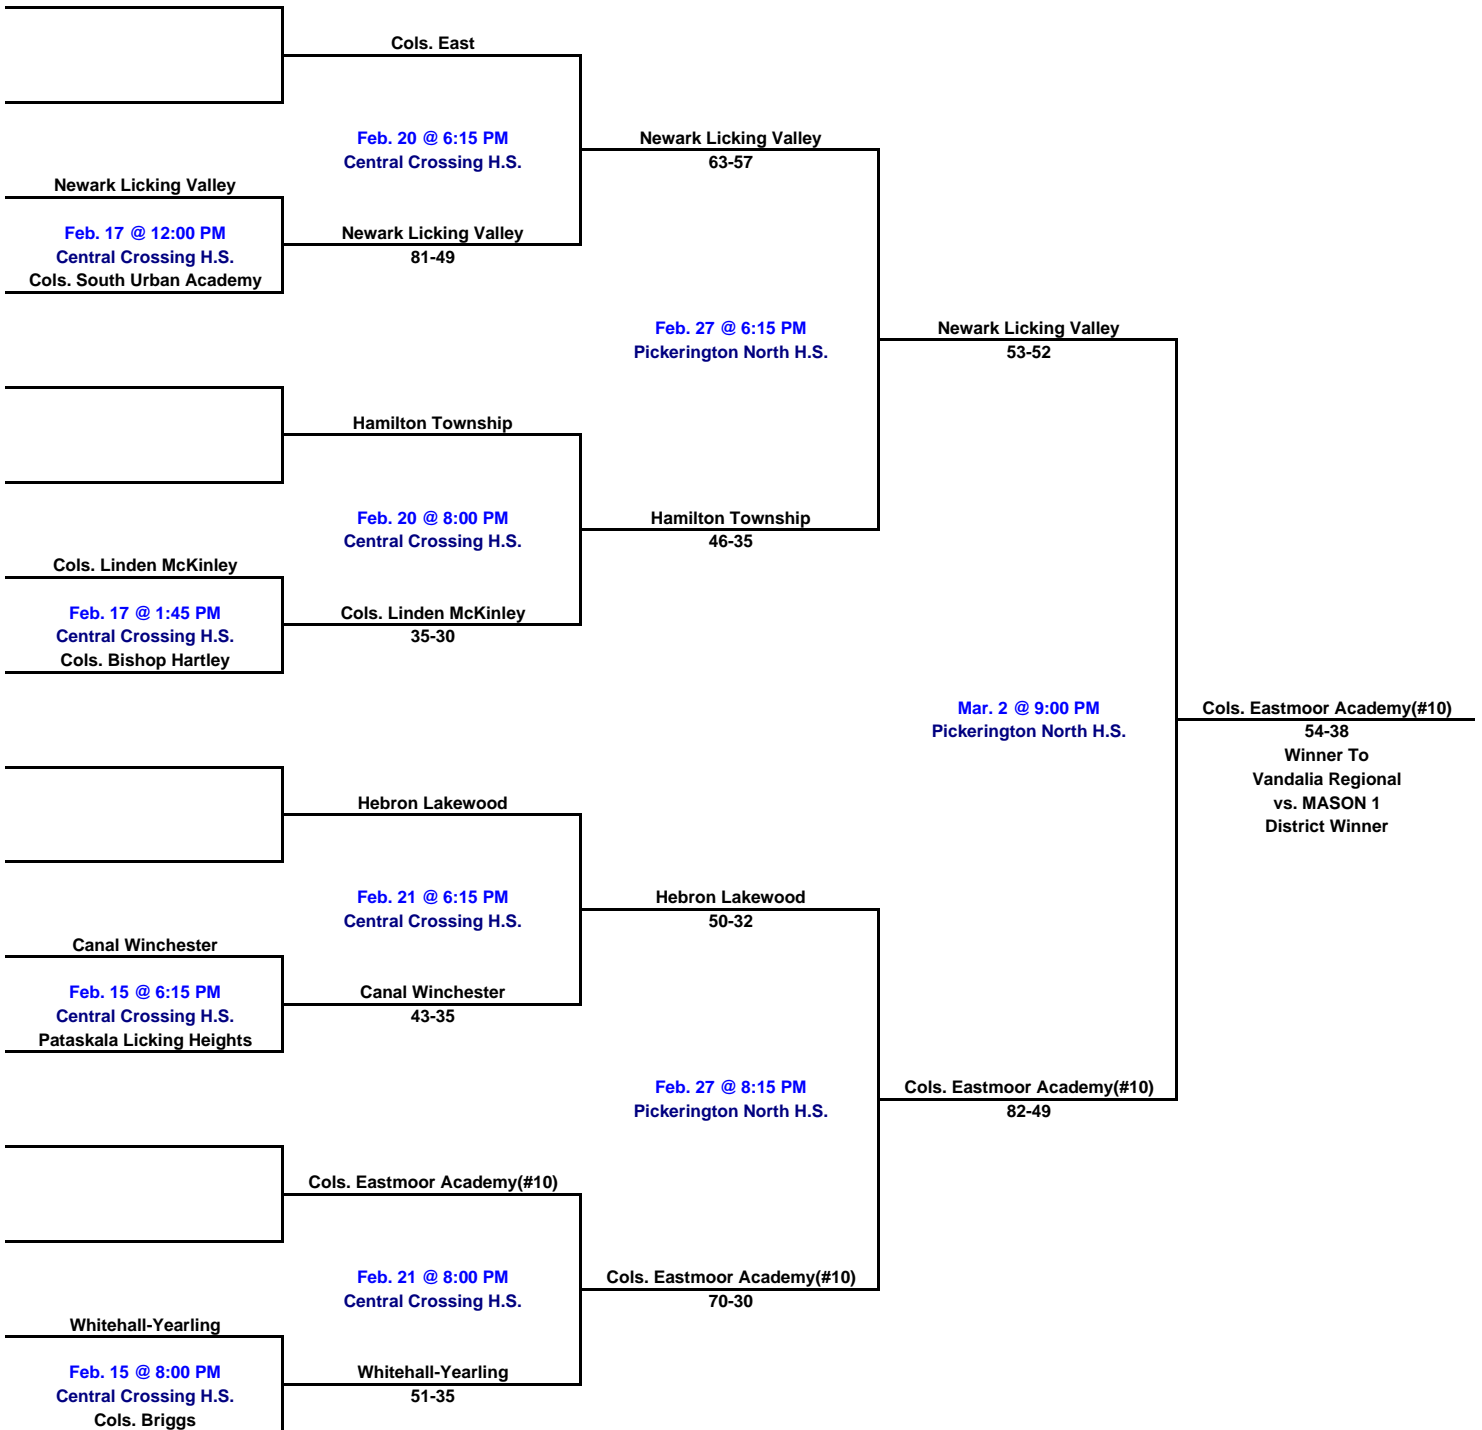 Cols. East
Feb. 20 @ 6:15 PM
Central Crossing H.S.
Newark Licking Valley
63-57
Newark Licking Valley
Feb. 17 @ 12:00 PM
Central Crossing H.S.
Cols. South Urban Academy
Newark Licking Valley
81-49
Feb. 27 @ 6:15 PM
Pickerington North H.S.
Newark Licking Valley
53-52
Hamilton Township
Feb. 20 @ 8:00 PM
Central Crossing H.S.
Hamilton Township
46-35
Cols. Linden McKinley
Feb. 17 @ 1:45 PM
Central Crossing H.S.
Cols. Bishop Hartley
Cols. Linden McKinley
35-30
Mar. 2 @ 9:00 PM
Pickerington North H.S.
Cols. Eastmoor Academy(#10)
54-38
Winner To
Vandalia Regional
vs. MASON 1
District Winner
Hebron Lakewood
Feb. 21 @ 6:15 PM
Central Crossing H.S.
Hebron Lakewood
50-32
Canal Winchester
Feb. 15 @ 6:15 PM
Central Crossing H.S.
Pataskala Licking Heights
Canal Winchester
43-35
Feb. 27 @ 8:15 PM
Pickerington North H.S.
Cols. Eastmoor Academy(#10)
82-49
Cols. Eastmoor Academy(#10)
Feb. 21 @ 8:00 PM
Central Crossing H.S.
Cols. Eastmoor Academy(#10)
70-30
Whitehall-Yearling
Feb. 15 @ 8:00 PM
Central Crossing H.S.
Cols. Briggs
Whitehall-Yearling
51-35